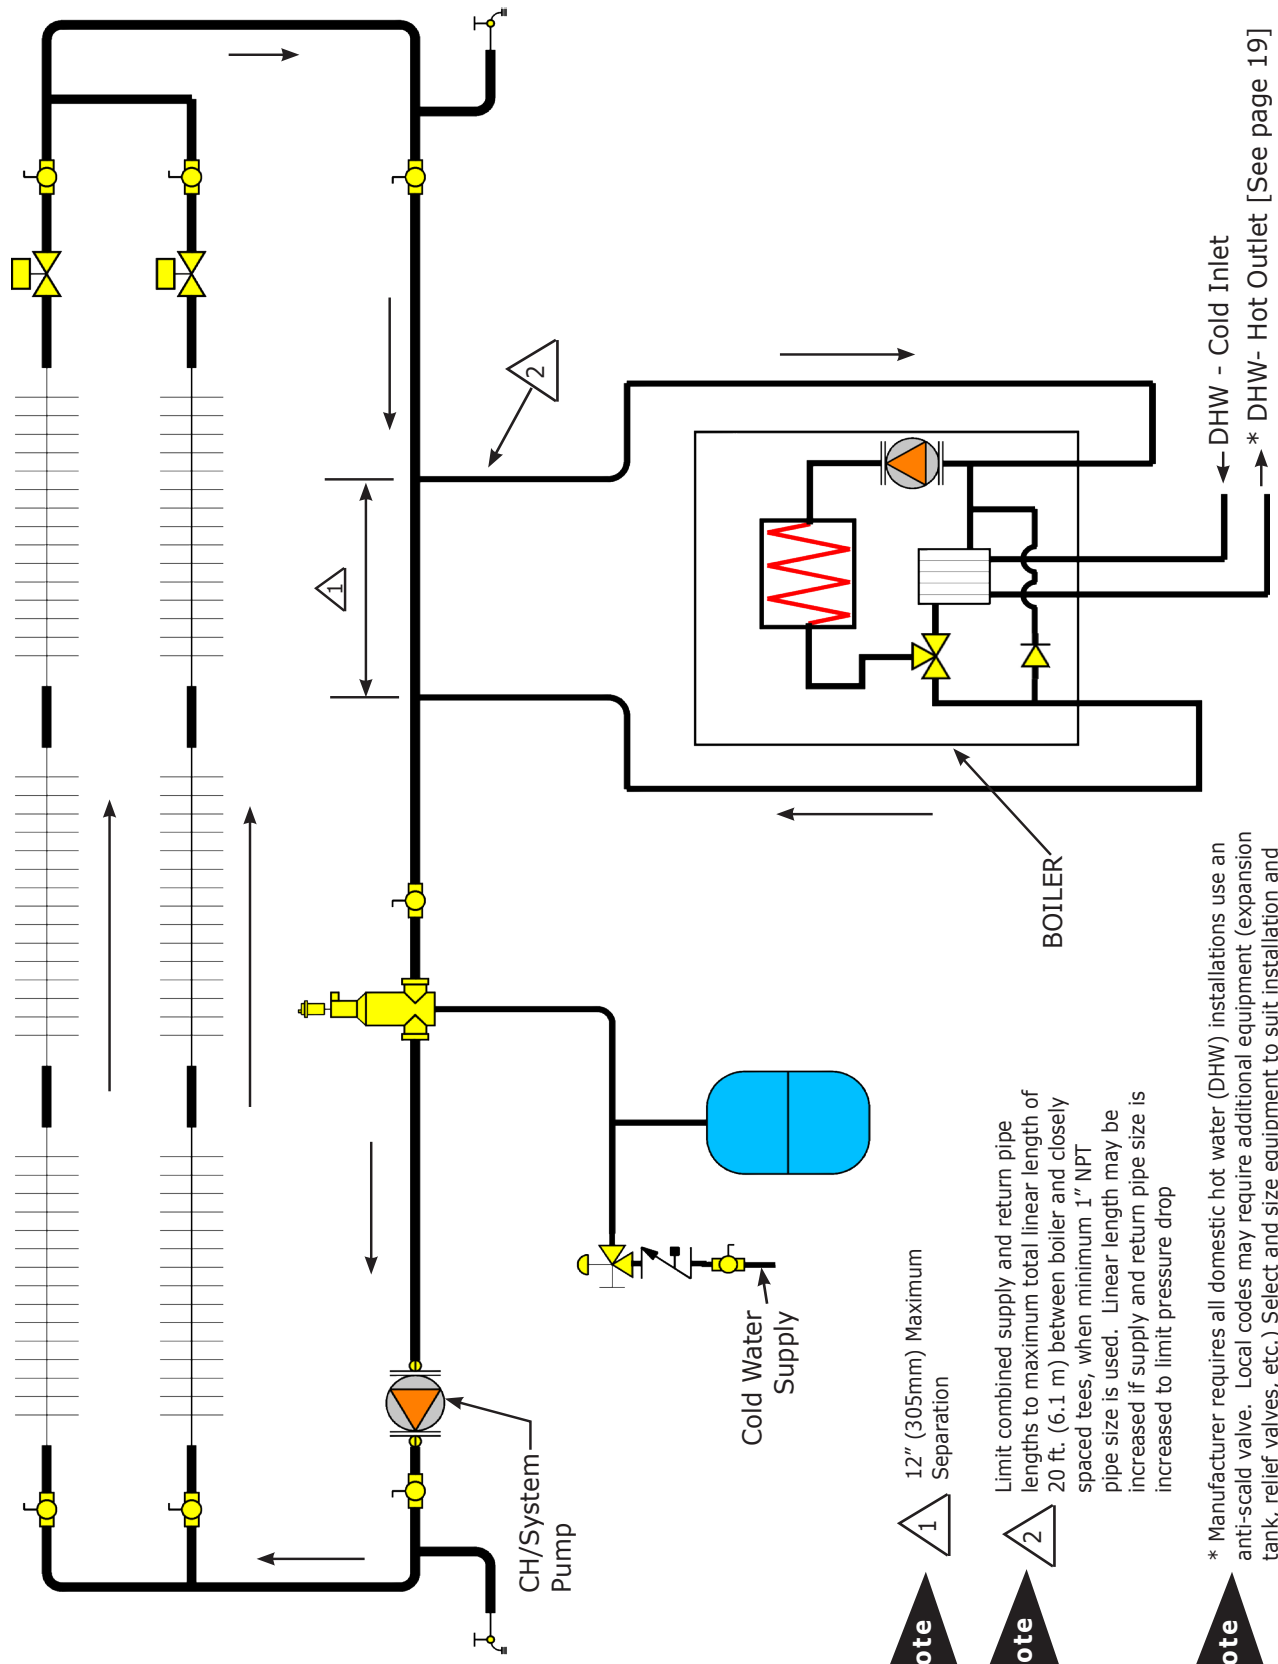 2
1
DHW - Cold Inlet
* DHW- Hot Outlet [See page 19]
BOILER
CH/System
Pump
Cold Water
Supply
ote
1
12" (305mm) Maximum
Separation
ote
2
Limit combined supply and return pipe
lengths to maximum total linear length of
20 ft. (6.1 m) between boiler and closely
spaced tees, when minimum 1" NPT
pipe size is used. Linear length may be
increased if supply and return pipe size is
increased to limit pressure drop
ote
* Manufacturer requires all domestic hot water (DHW) installations use an
anti-scald valve. Local codes may require additional equipment (expansion
tank, relief valves, etc.) Select and size equipment to suit installation and